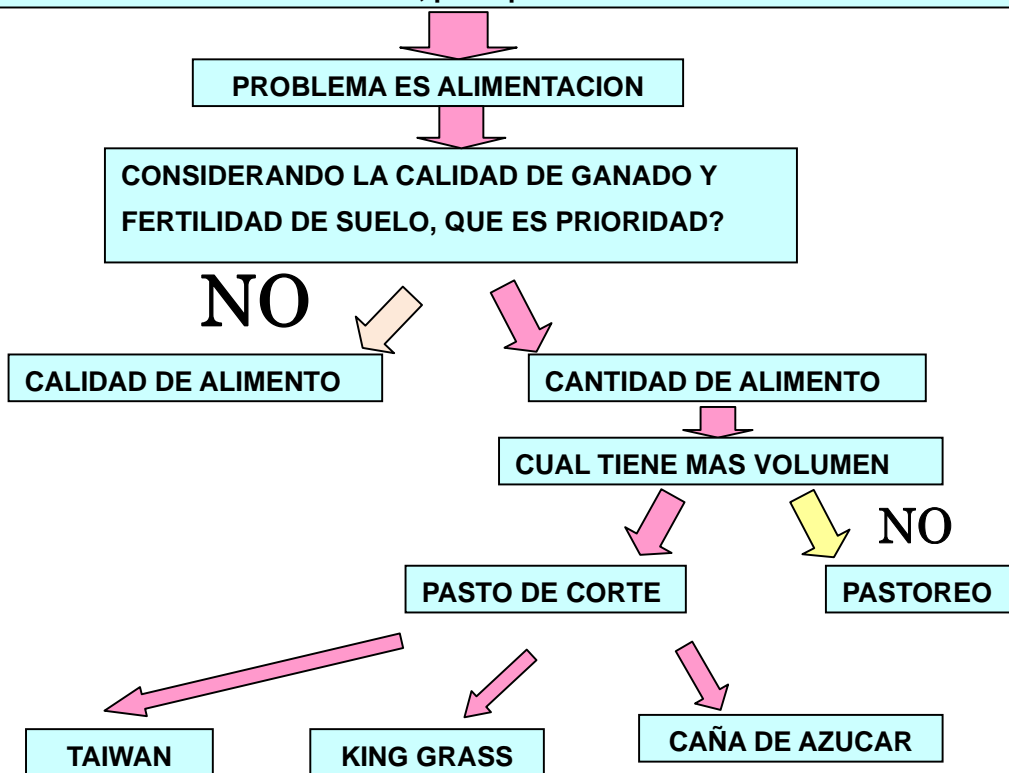 PROBLEMA ES ALIMENTACION
CONSIDERANDO LA CALIDAD DE GANADO Y
FERTILIDAD DE SUELO, QUE ES PRIORIDAD?
NO
CALIDAD DE ALIMENTO
CANTIDAD DE ALIMENTO
CUAL TIENE MAS VOLUMEN
NO
PASTO DE CORTE
PASTOREO
TAIWAN
KING GRASS
CAÑA DE AZUCAR